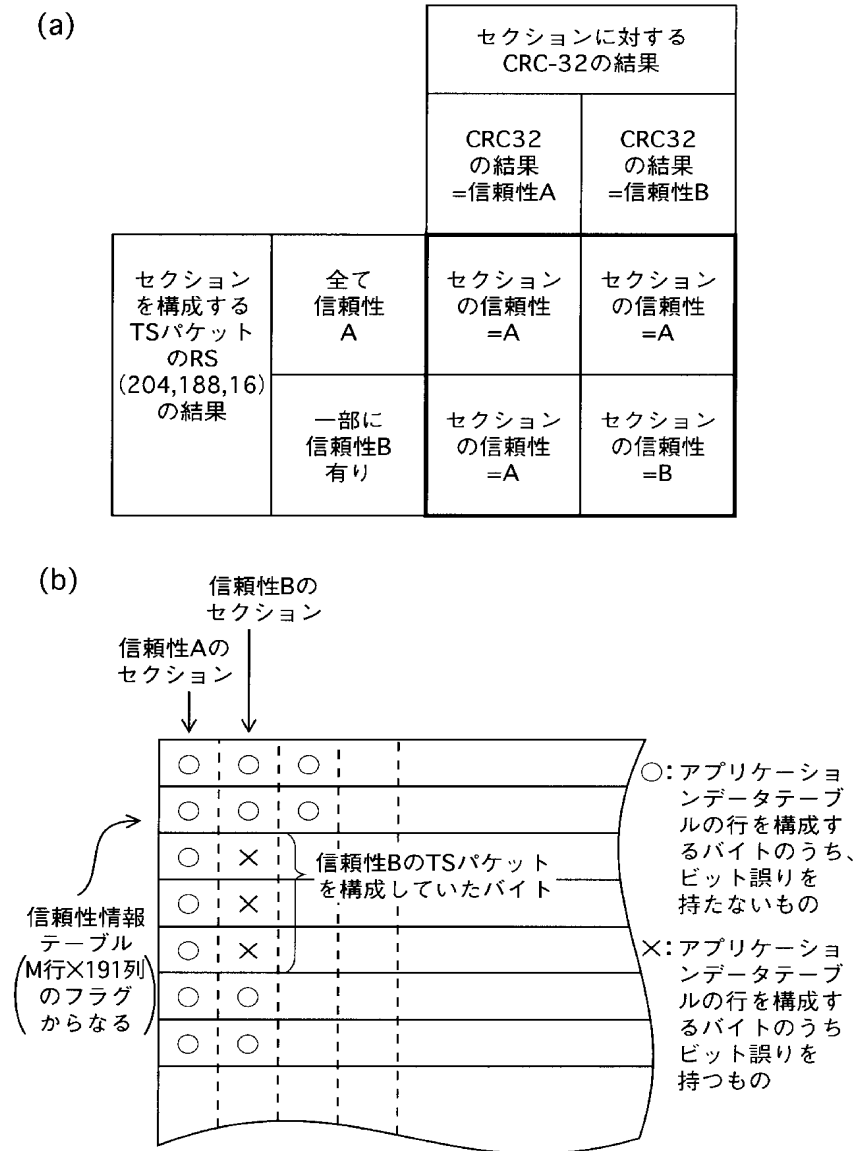 (a)
セクションに対する
CRC-32の結果
CRC32
の結果
=信頼性A
CRC32
の結果
=信頼性B
セクション
を構成する
TSパケット
のRS
(204,188,16)
の結果
全て
信頼性
A
セクション
の信頼性
=A
セクション
の信頼性
=A
一部に
信頼性B
有り
セクション
の信頼性
=A
セクション
の信頼性
=B
(b)
信頼性Bの
セクション
信頼性Aの
セクション
○ ○ ○
○ ○ ○
○ ×
○ ×
○ ×
○ ○
○ ○
信頼性BのTSパケット
を構成していたバイト
信頼性情報
テーブル
(M行×191列
のフラグ
からなる)
○:アプリケーショ
ンデータテーブ
ルの行を構成す
るバイトのうち、
ビット誤りを
持たないもの
×:アプリケーショ
ンデータテーブ
ルの行を構成す
るバイトのうち
ビット誤りを
持つもの